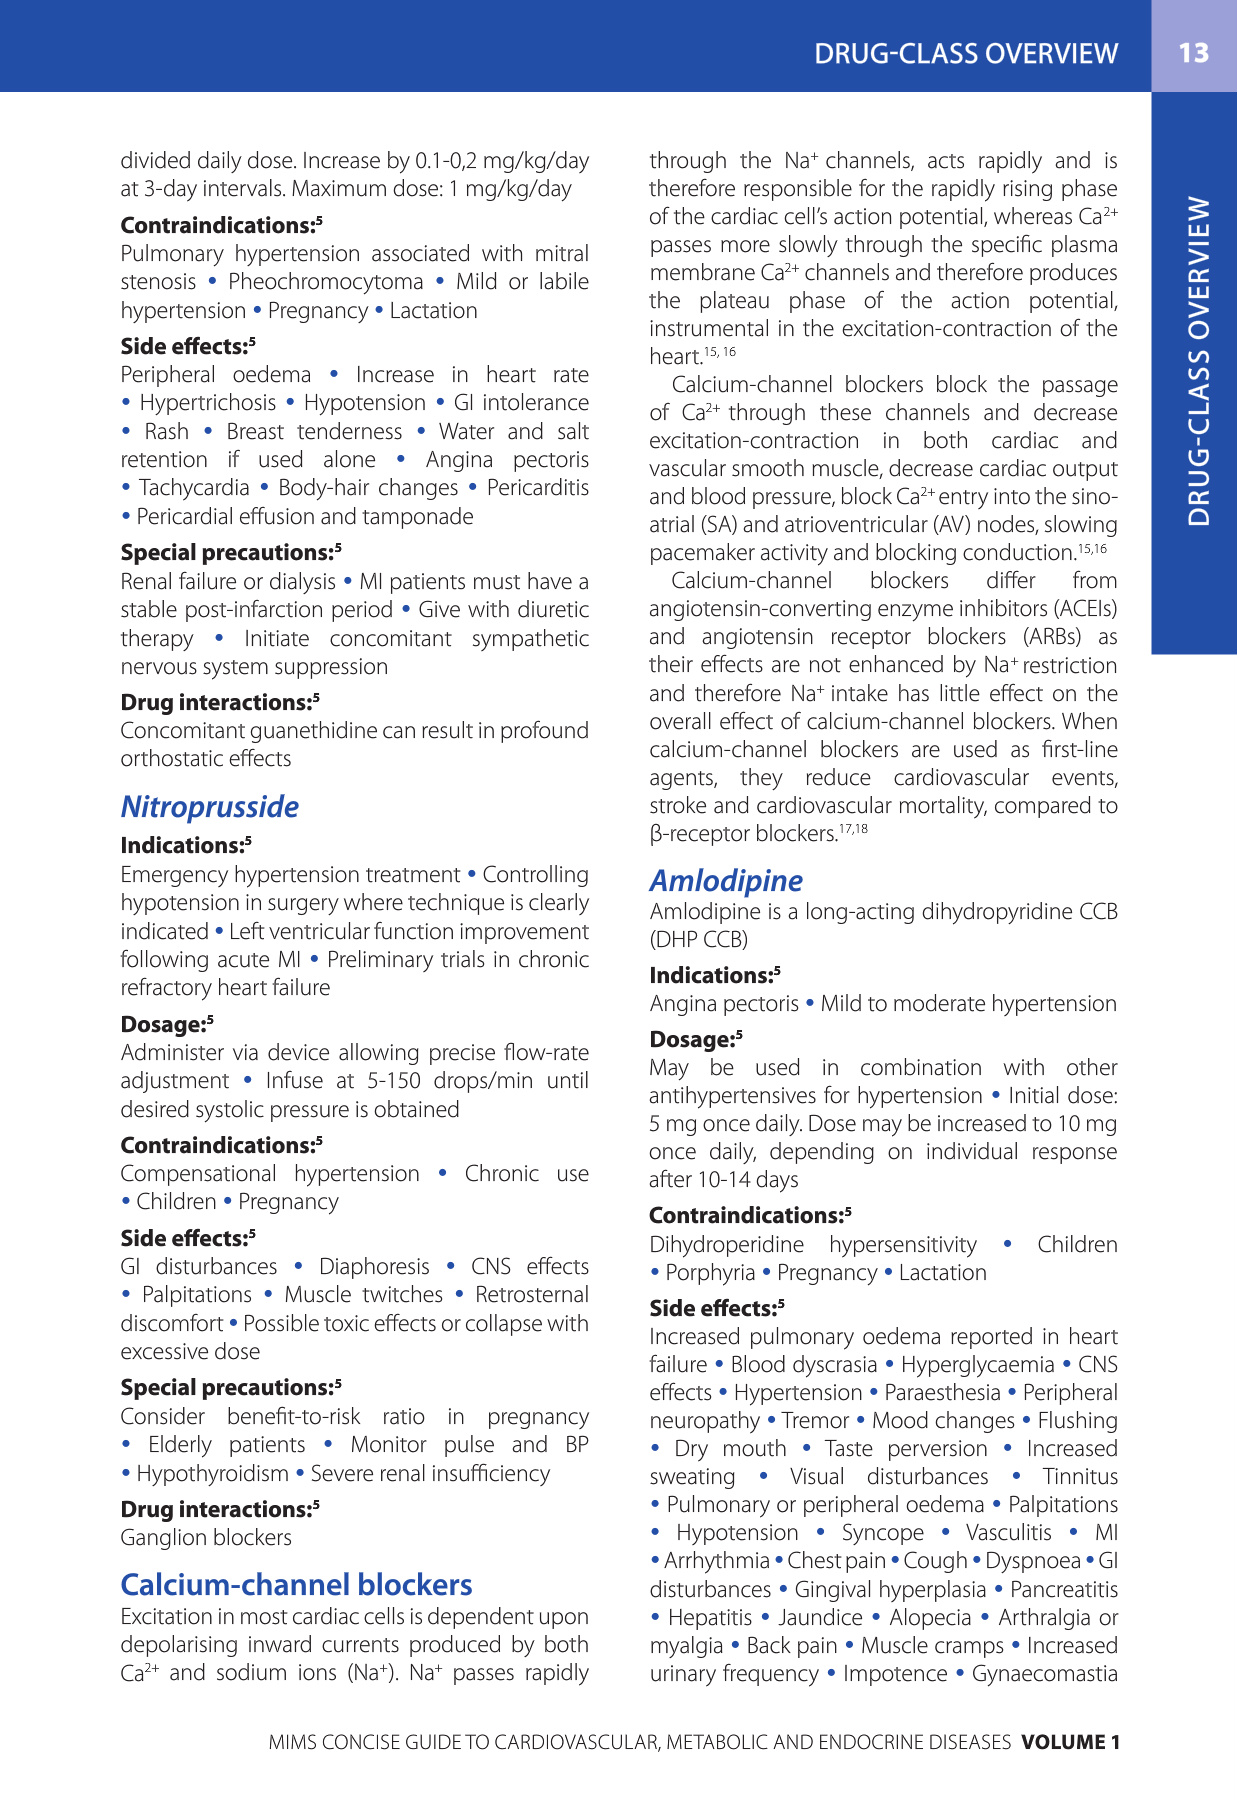 DRUG-CLASS OVERVIEW 13
divided daily dose. Increase by 0.1-0,2 mg/kg/day
at 3-day intervals. Maximum dose: 1 mg/kg/day
Contraindications:⁵
Pulmonary hypertension associated with mitral
stenosis • Pheochromocytoma • Mild or labile
hypertension • Pregnancy • Lactation
Side effects:⁵
Peripheral oedema • Increase in heart rate
• Hypertrichosis • Hypotension • GI intolerance
• Rash • Breast tenderness • Water and salt
retention if used alone • Angina pectoris
• Tachycardia • Body-hair changes • Pericarditis
• Pericardial effusion and tamponade
Special precautions:⁵
Renal failure or dialysis • MI patients must have a
stable post-infarction period • Give with diuretic
therapy • Initiate concomitant sympathetic
nervous system suppression
Drug interactions:⁵
Concomitant guanethidine can result in profound
orthostatic effects
Nitroprusside
Indications:⁵
Emergency hypertension treatment • Controlling
hypotension in surgery where technique is clearly
indicated • Left ventricular function improvement
following acute MI • Preliminary trials in chronic
refractory heart failure
Dosage:⁵
Administer via device allowing precise flow-rate
adjustment • Infuse at 5-150 drops/min until
desired systolic pressure is obtained
Contraindications:⁵
Compensational hypertension • Chronic use
• Children • Pregnancy
Side effects:⁵
GI disturbances • Diaphoresis • CNS effects
• Palpitations • Muscle twitches • Retrosternal
discomfort • Possible toxic effects or collapse with
excessive dose
Special precautions:⁵
Consider benefit-to-risk ratio in pregnancy
• Elderly patients • Monitor pulse and BP
• Hypothyroidism • Severe renal insufficiency
Drug interactions:⁵
Ganglion blockers
Calcium-channel blockers
Excitation in most cardiac cells is dependent upon
depolarising inward currents produced by both
Ca²⁺ and sodium ions (Na⁺). Na⁺ passes rapidly
through the Na⁺ channels, acts rapidly and is
therefore responsible for the rapidly rising phase
of the cardiac cell’s action potential, whereas Ca²⁺
passes more slowly through the specific plasma
membrane Ca²⁺ channels and therefore produces
the plateau phase of the action potential,
instrumental in the excitation-contraction of the
heart.¹⁵, ¹⁶
Calcium-channel blockers block the passage
of Ca²⁺ through these channels and decrease
excitation-contraction in both cardiac and
vascular smooth muscle, decrease cardiac output
and blood pressure, block Ca²⁺ entry into the sino-
atrial (SA) and atrioventricular (AV) nodes, slowing
pacemaker activity and blocking conduction.¹⁵,¹⁶
Calcium-channel blockers differ from
angiotensin-converting enzyme inhibitors (ACEIs)
and angiotensin receptor blockers (ARBs) as
their effects are not enhanced by Na⁺ restriction
and therefore Na⁺ intake has little effect on the
overall effect of calcium-channel blockers. When
calcium-channel blockers are used as first-line
agents, they reduce cardiovascular events,
stroke and cardiovascular mortality, compared to
β-receptor blockers.¹⁷,¹⁸
Amlodipine
Amlodipine is a long-acting dihydropyridine CCB
(DHP CCB)
Indications:⁵
Angina pectoris • Mild to moderate hypertension
Dosage:⁵
May be used in combination with other
antihypertensives for hypertension • Initial dose:
5 mg once daily. Dose may be increased to 10 mg
once daily, depending on individual response
after 10-14 days
Contraindications:⁵
Dihydroperidine hypersensitivity • Children
• Porphyria • Pregnancy • Lactation
Side effects:⁵
Increased pulmonary oedema reported in heart
failure • Blood dyscrasia • Hyperglycaemia • CNS
effects • Hypertension • Paraesthesia • Peripheral
neuropathy • Tremor • Mood changes • Flushing
• Dry mouth • Taste perversion • Increased
sweating • Visual disturbances • Tinnitus
• Pulmonary or peripheral oedema • Palpitations
• Hypotension • Syncope • Vasculitis • MI
• Arrhythmia • Chest pain • Cough • Dyspnoea • GI
disturbances • Gingival hyperplasia • Pancreatitis
• Hepatitis • Jaundice • Alopecia • Arthralgia or
myalgia • Back pain • Muscle cramps • Increased
urinary frequency • Impotence • Gynaecomastia
DRUG-CLASS OVERVIEW
MIMS CONCISE GUIDE TO CARDIOVASCULAR, METABOLIC AND ENDOCRINE DISEASES VOLUME 1